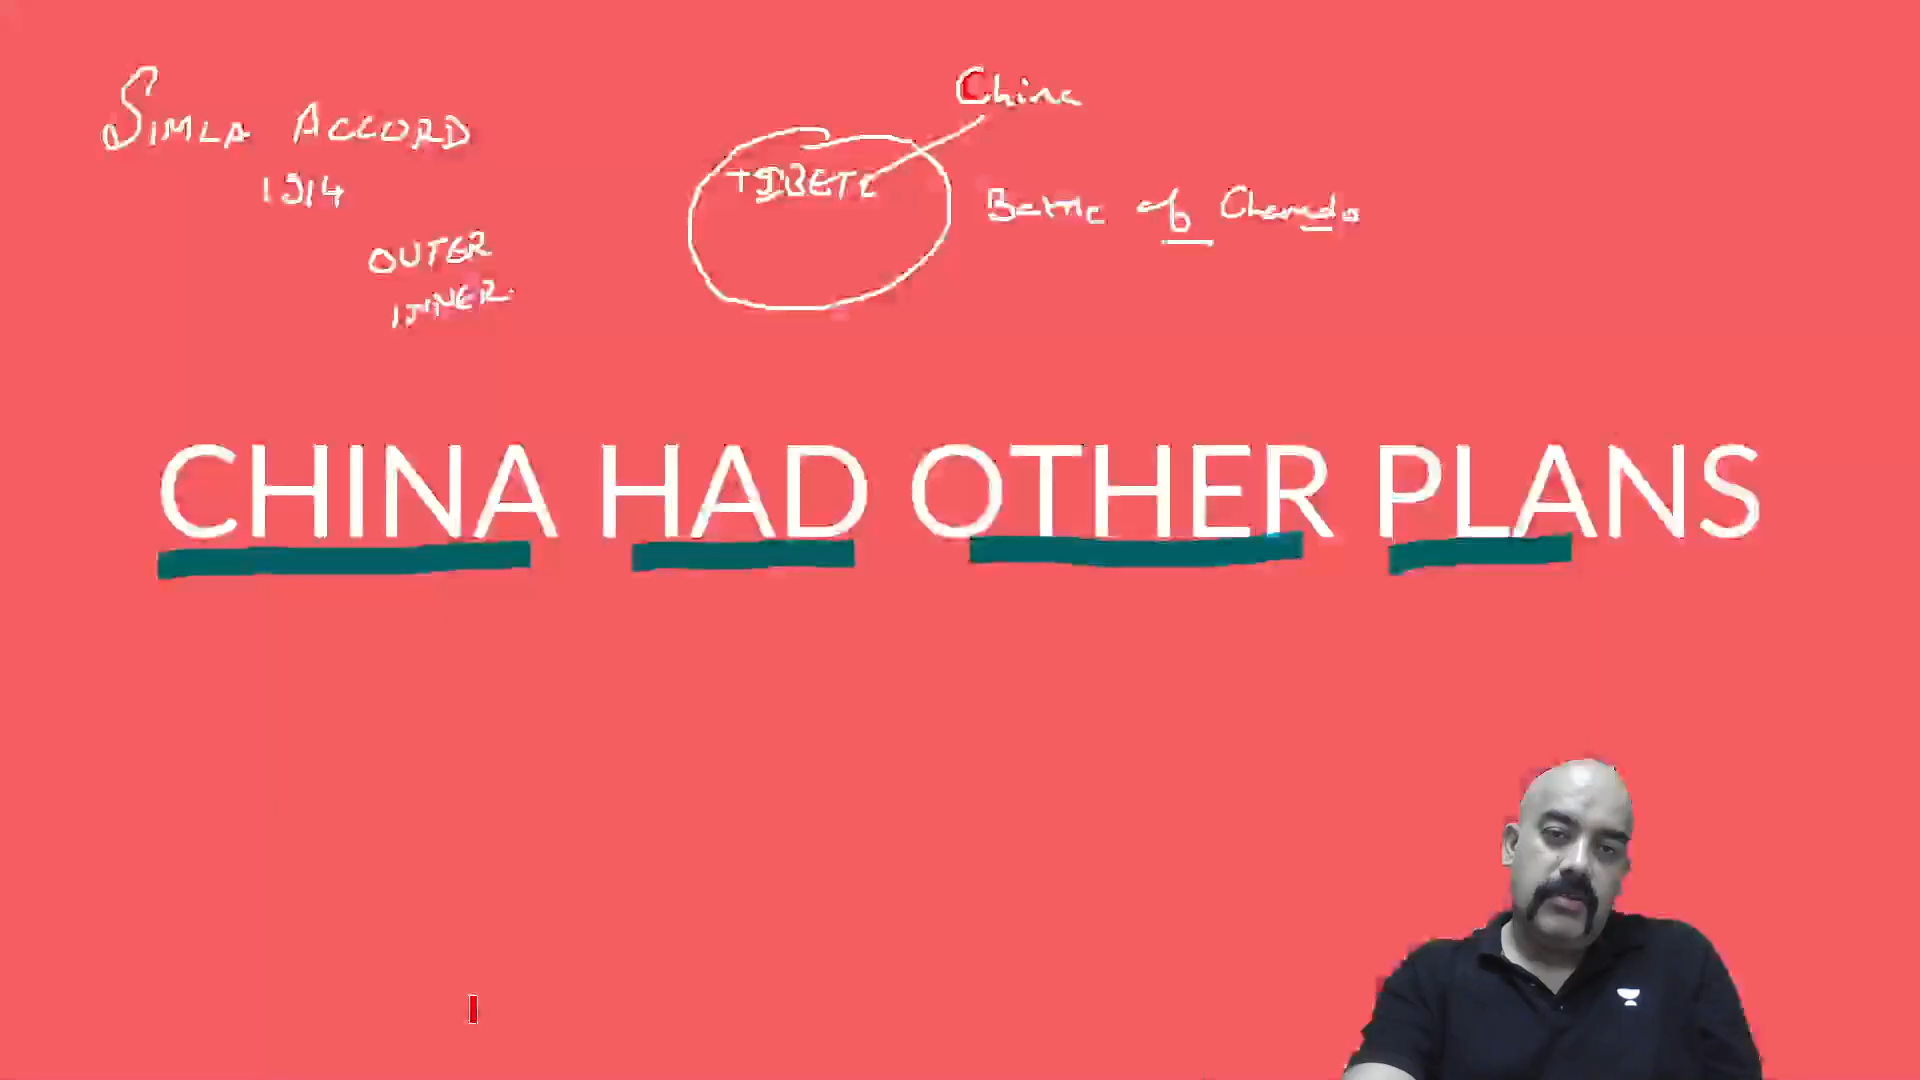 SIMLA ACCORD
1914
OUTER
INNER
China
TIBET
Battle of Chamdo
CHINA HAD OTHER PLANS